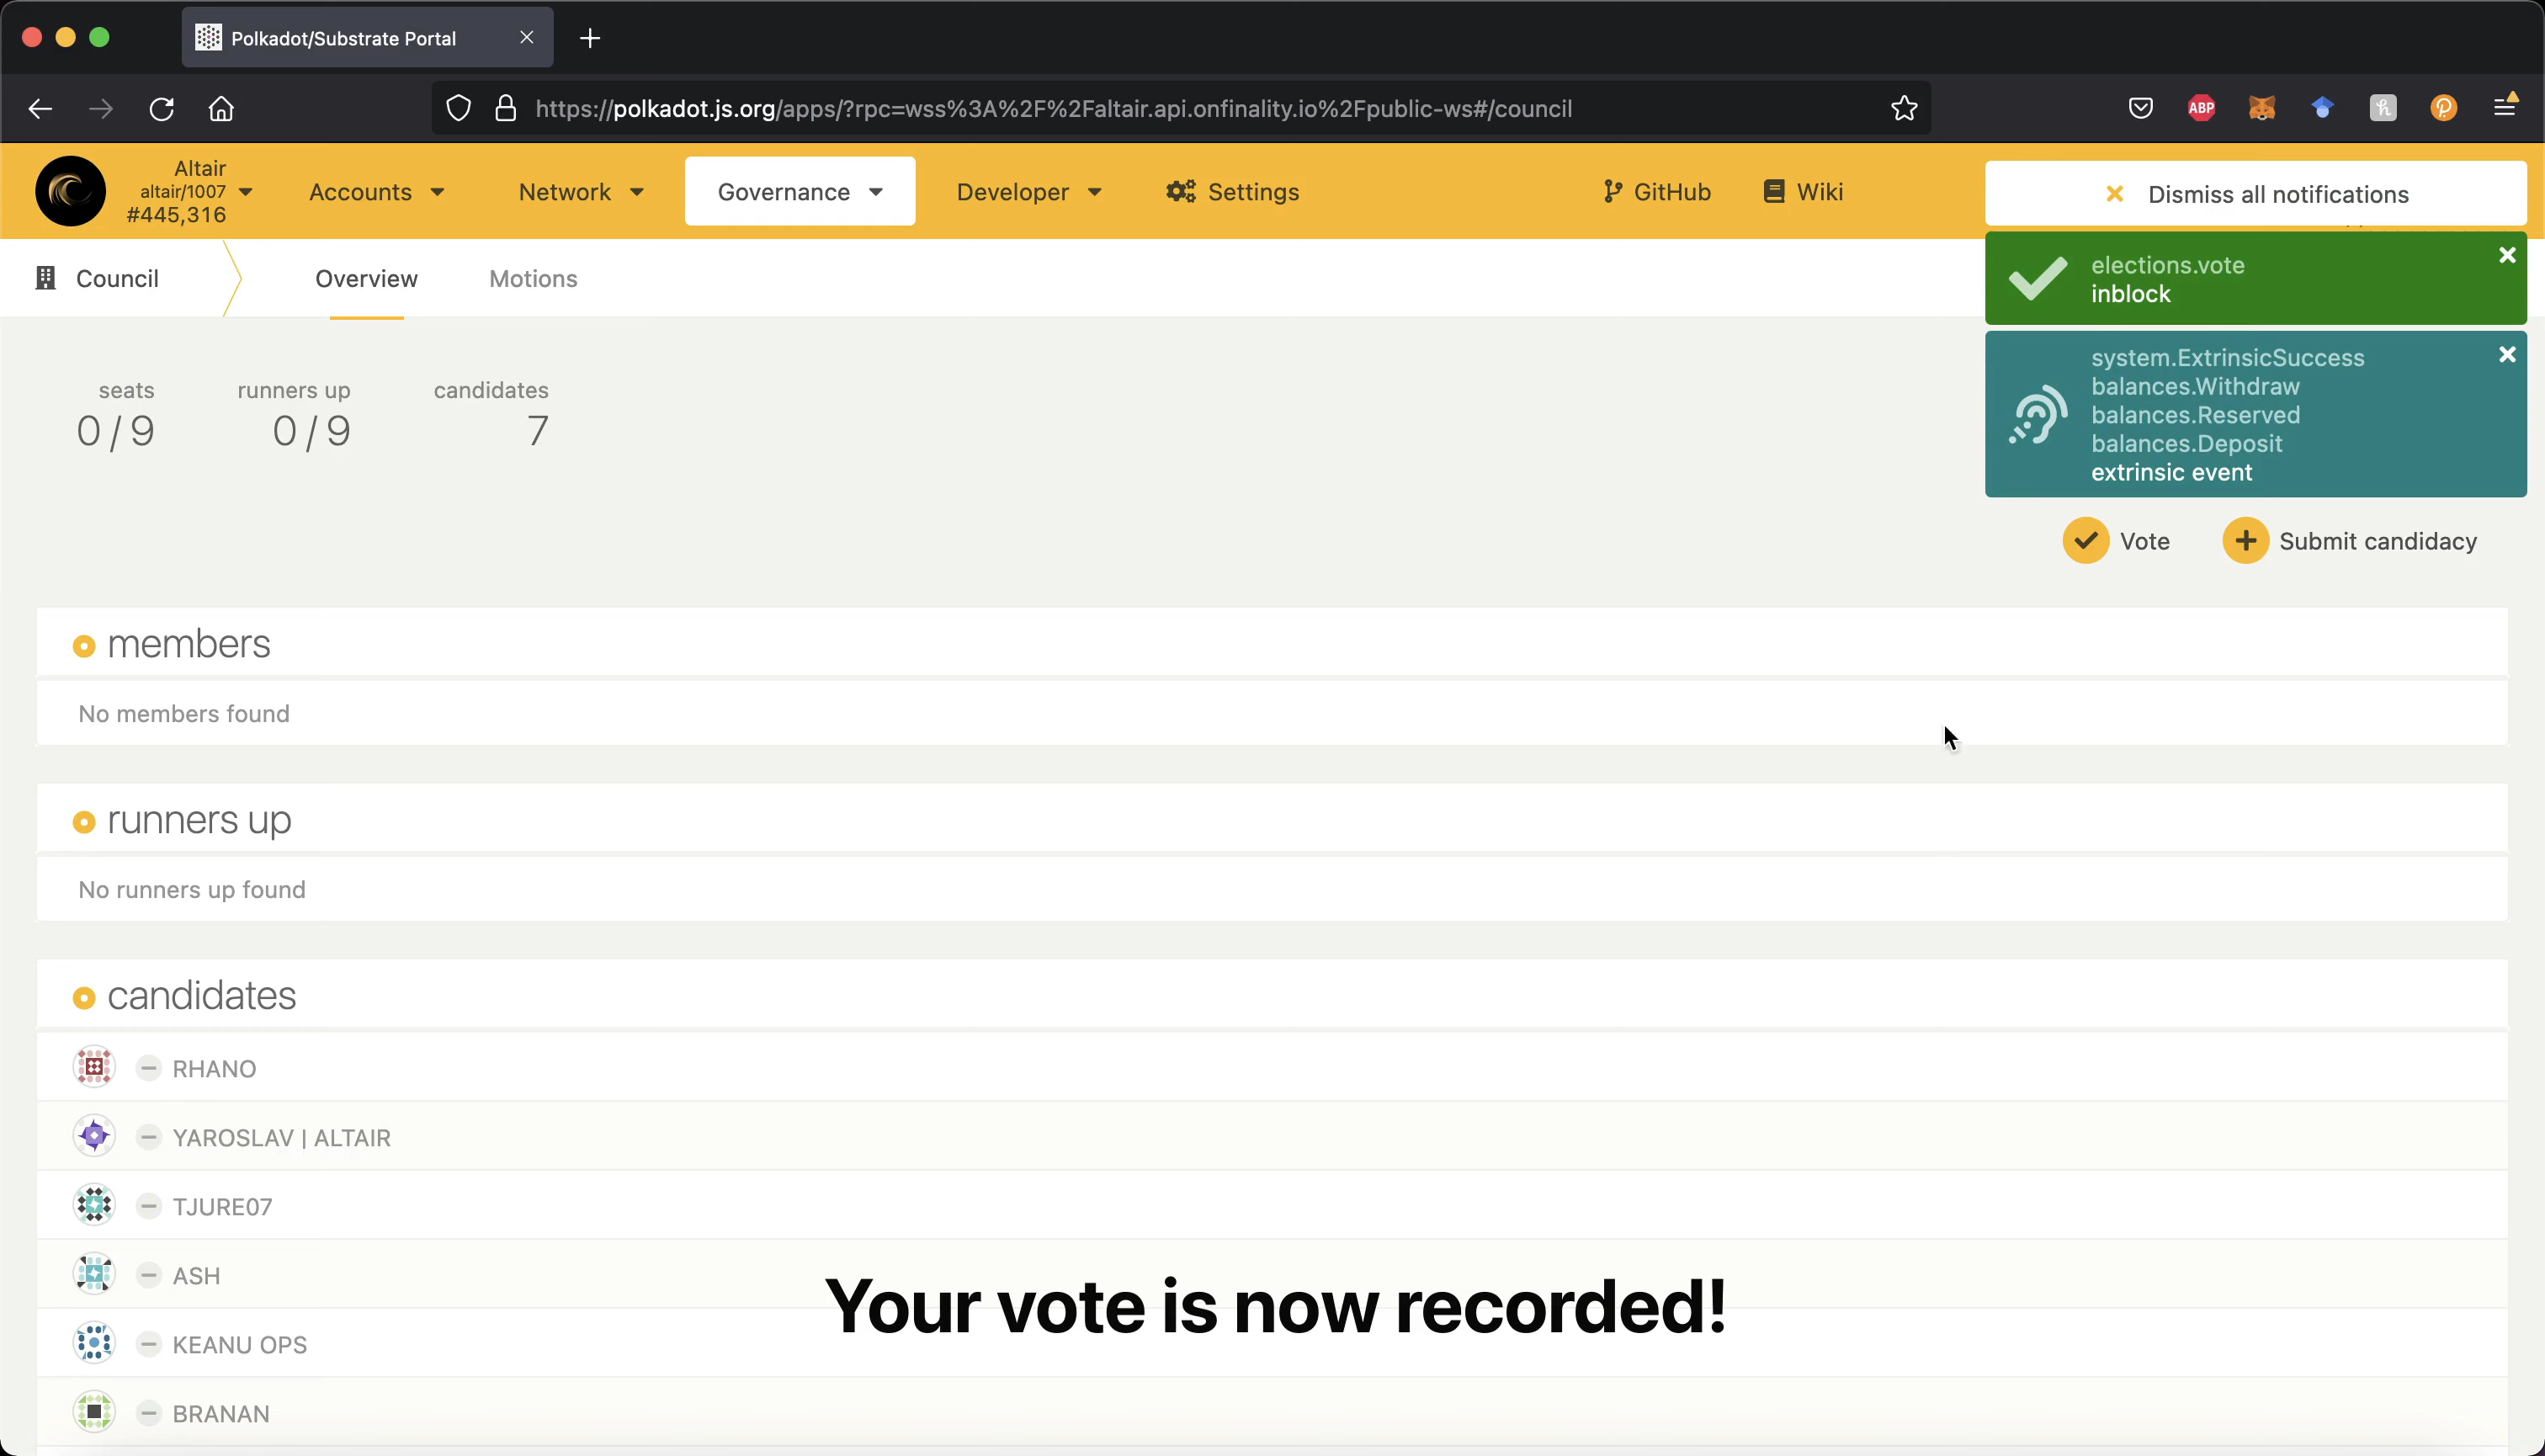 Polkadot/Substrate Portal
https://polkadot.js.org/apps/?rpc=wss%3A%2F%2Faltair.api.onfinality.io%2Fpublic-ws#/council
ABP
Altair
altair/1007
#445,316
Accounts
Network
Governance
Developer
Settings
GitHub
Wiki
Dismiss all notifications
elections.vote
inblock
system.ExtrinsicSuccess
balances.Withdraw
balances.Reserved
balances.Deposit
extrinsic event
Council
Overview
Motions
seats
0/9
runners up
0/9
candidates
7
Vote
Submit candidacy
members
No members found
runners up
No runners up found
candidates
RHANO
YAROSLAV | ALTAIR
TJURE07
ASH
KEANU OPS
BRANAN
Your vote is now recorded!